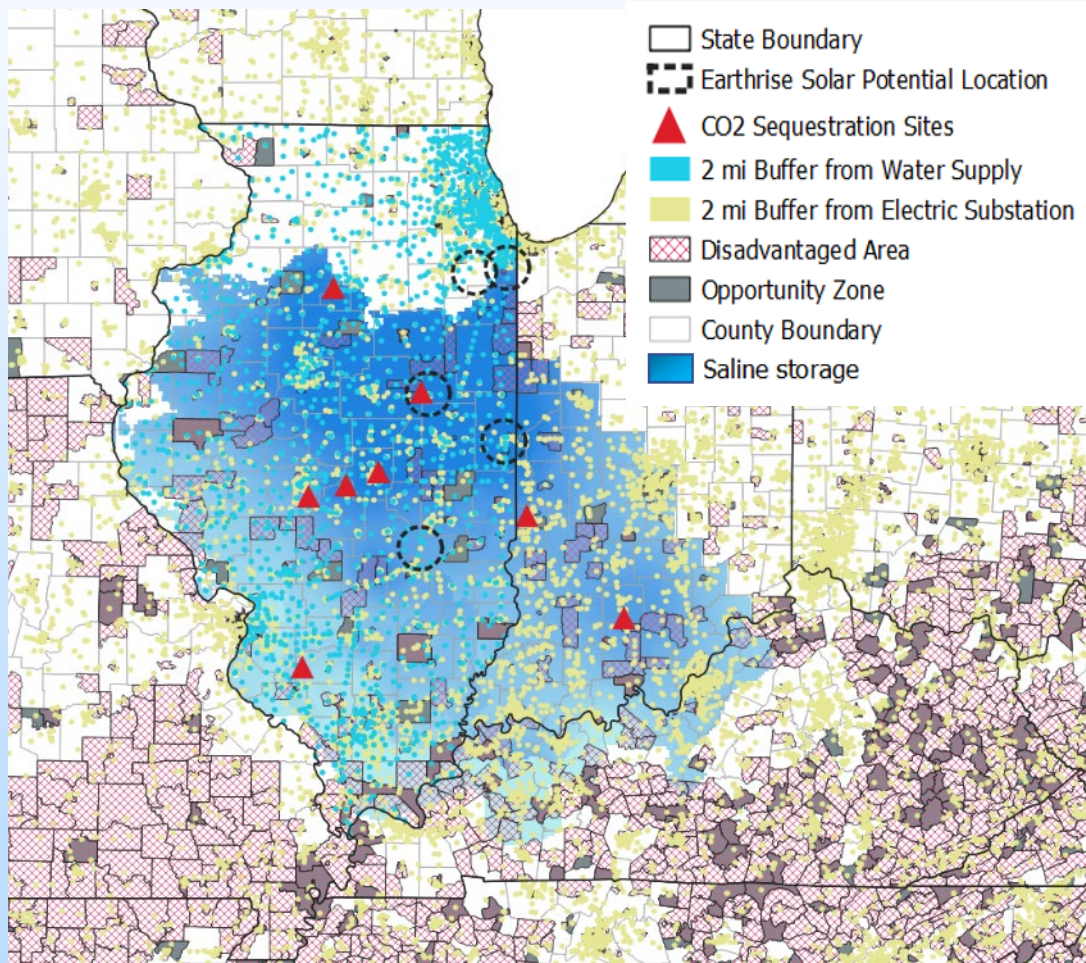 State Boundary
Earthrise Solar Potential Location
CO2 Sequestration Sites
2 mi Buffer from Water Supply
2 mi Buffer from Electric Substation
Disadvantaged Area
Opportunity Zone
County Boundary
Saline storage